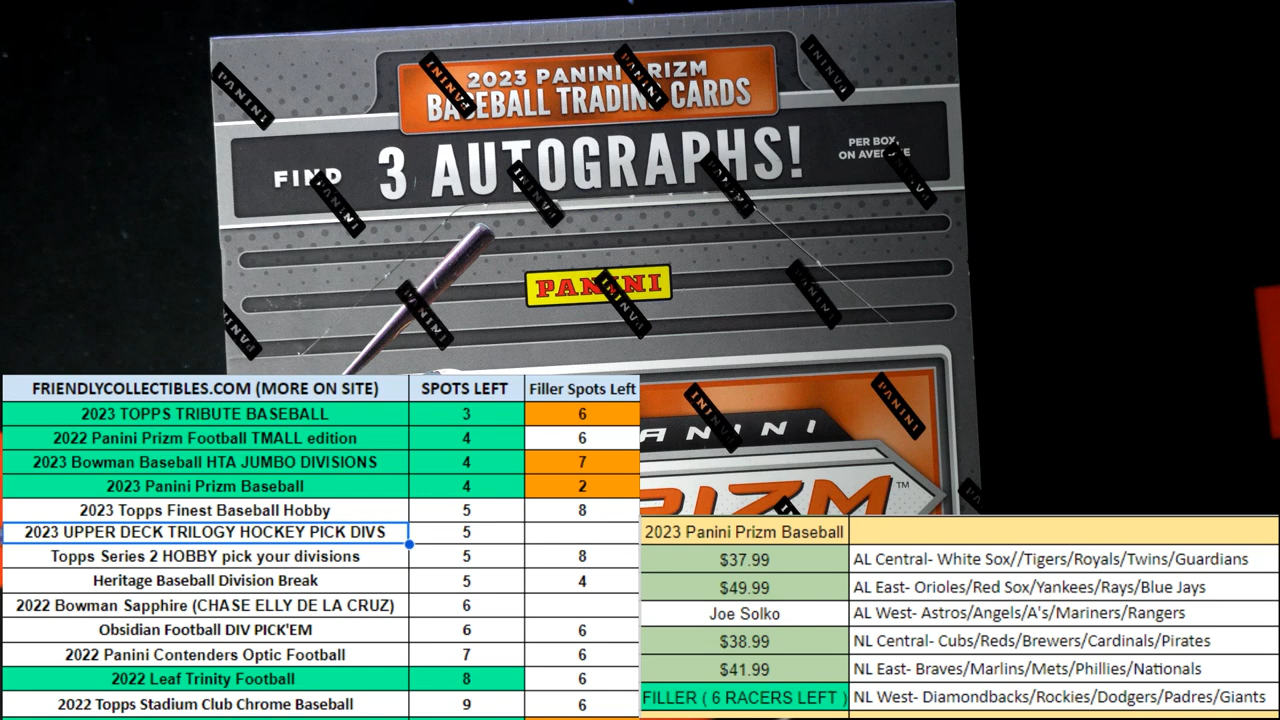 2023 PANINI PRIZM
BASEBALL TRADING CARDS
FIND 3 AUTOGRAPHS! PER BOX,
ON AVERAGE
PANINI
PANINI
PRIZM™
FRIENDLYCOLLECTIBLES.COM (MORE ON SITE) SPOTS LEFT Filler Spots Left
2023 TOPPS TRIBUTE BASEBALL 3 6
2022 Panini Prizm Football TMALL edition 4 6
2023 Bowman Baseball HTA JUMBO DIVISIONS 4 7
2023 Panini Prizm Baseball 4 2
2023 Topps Finest Baseball Hobby 5 8
2023 UPPER DECK TRILOGY HOCKEY PICK DIVS 5
Topps Series 2 HOBBY pick your divisions 5 8
Heritage Baseball Division Break 5 4
2022 Bowman Sapphire (CHASE ELLY DE LA CRUZ) 6
Obsidian Football DIV PICK'EM 6 6
2022 Panini Contenders Optic Football 7 6
2022 Leaf Trinity Football 8 6
2022 Topps Stadium Club Chrome Baseball 9 6
2023 Panini Prizm Baseball
$37.99 AL Central- White Sox//Tigers/Royals/Twins/Guardians
$49.99 AL East- Orioles/Red Sox/Yankees/Rays/Blue Jays
Joe Solko AL West- Astros/Angels/A's/Mariners/Rangers
$38.99 NL Central- Cubs/Reds/Brewers/Cardinals/Pirates
$41.99 NL East- Braves/Marlins/Mets/Phillies/Nationals
FILLER ( 6 RACERS LEFT ) NL West- Diamondbacks/Rockies/Dodgers/Padres/Giants